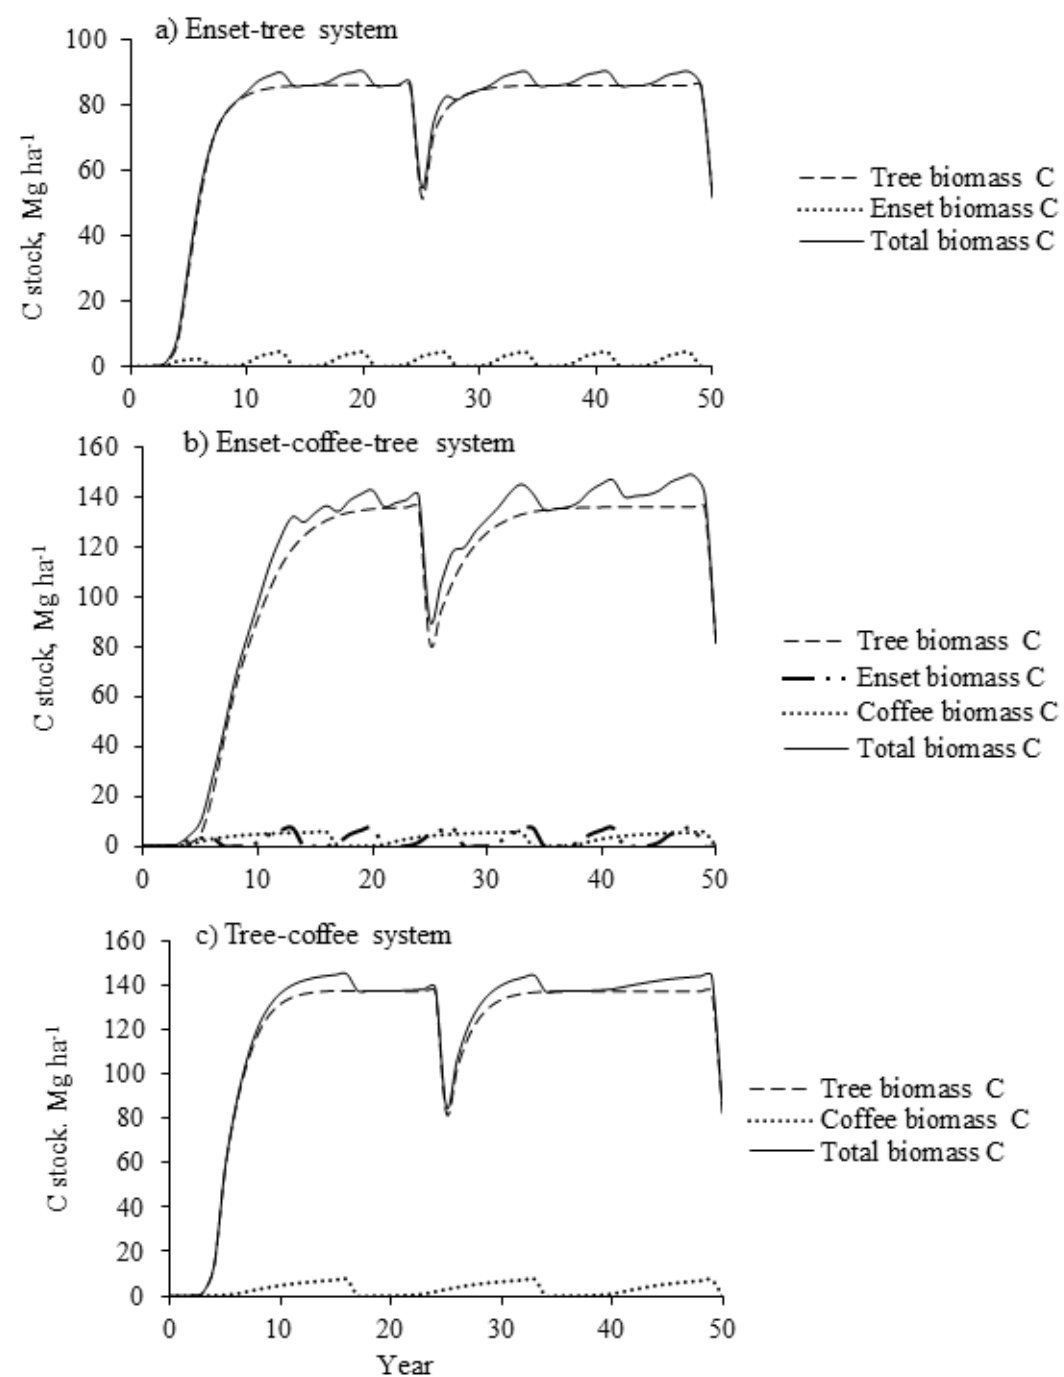 a) Enset-tree system
100
80
60
40
20
0
C stock, Mg ha-1
0 10 20 30 40 50
Tree biomass C
Enset biomass C
Total biomass C
b) Enset-coffee-tree system
160
140
120
100
80
60
40
20
0
C stock, Mg ha-1
0 10 20 30 40 50
Tree biomass C
Enset biomass C
Coffee biomass C
Total biomass C
c) Tree-coffee system
160
140
120
100
80
60
40
20
0
C stock. Mg ha-1
0 10 20 30 40 50
Year
Tree biomass C
Coffee biomass C
Total biomass C